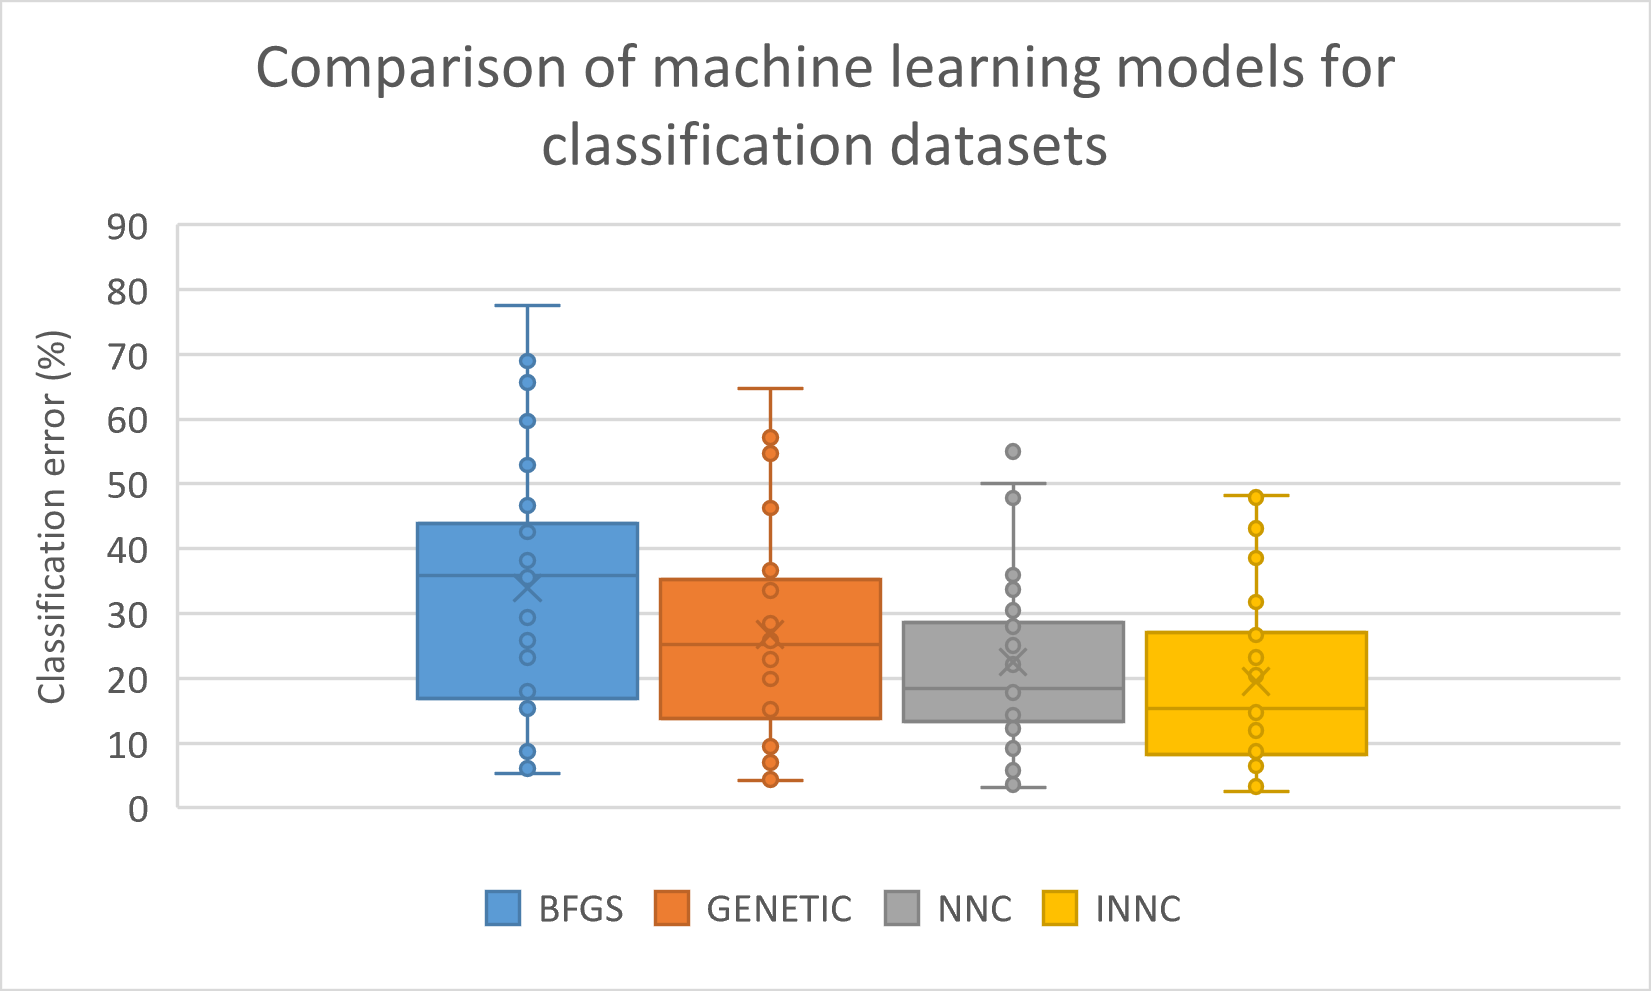 Comparison of machine learning models for
classification datasets
Classification error (%)
90
80
70
60
50
40
30
20
10
0
BFGS GENETIC NNC INNC